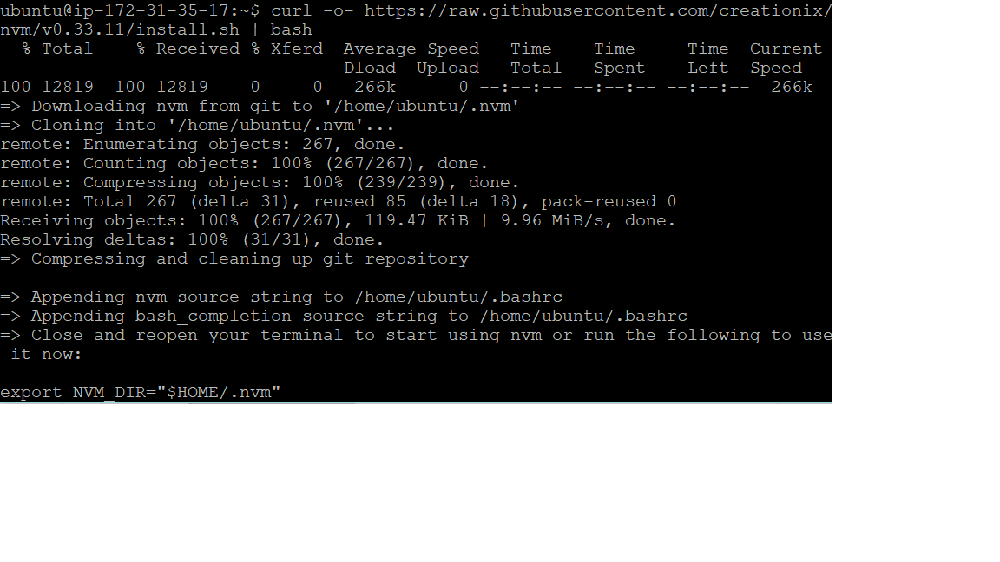 ubuntu@ip-172-31-35-17:~$ curl -o- https://raw.githubusercontent.com/creationix/
nvm/v0.33.11/install.sh | bash
  % Total    % Received % Xferd  Average Speed   Time    Time     Time  Current
                                 Dload  Upload   Total   Spent    Left  Speed
100 12819  100 12819    0     0   266k      0 --:--:-- --:--:-- --:--:--  266k
=> Downloading nvm from git to '/home/ubuntu/.nvm'
=> Cloning into '/home/ubuntu/.nvm'...
remote: Enumerating objects: 267, done.
remote: Counting objects: 100% (267/267), done.
remote: Compressing objects: 100% (239/239), done.
remote: Total 267 (delta 31), reused 85 (delta 18), pack-reused 0
Receiving objects: 100% (267/267), 119.47 KiB | 9.96 MiB/s, done.
Resolving deltas: 100% (31/31), done.
=> Compressing and cleaning up git repository

=> Appending nvm source string to /home/ubuntu/.bashrc
=> Appending bash_completion source string to /home/ubuntu/.bashrc
=> Close and reopen your terminal to start using nvm or run the following to use
 it now:

export NVM_DIR="$HOME/.nvm"